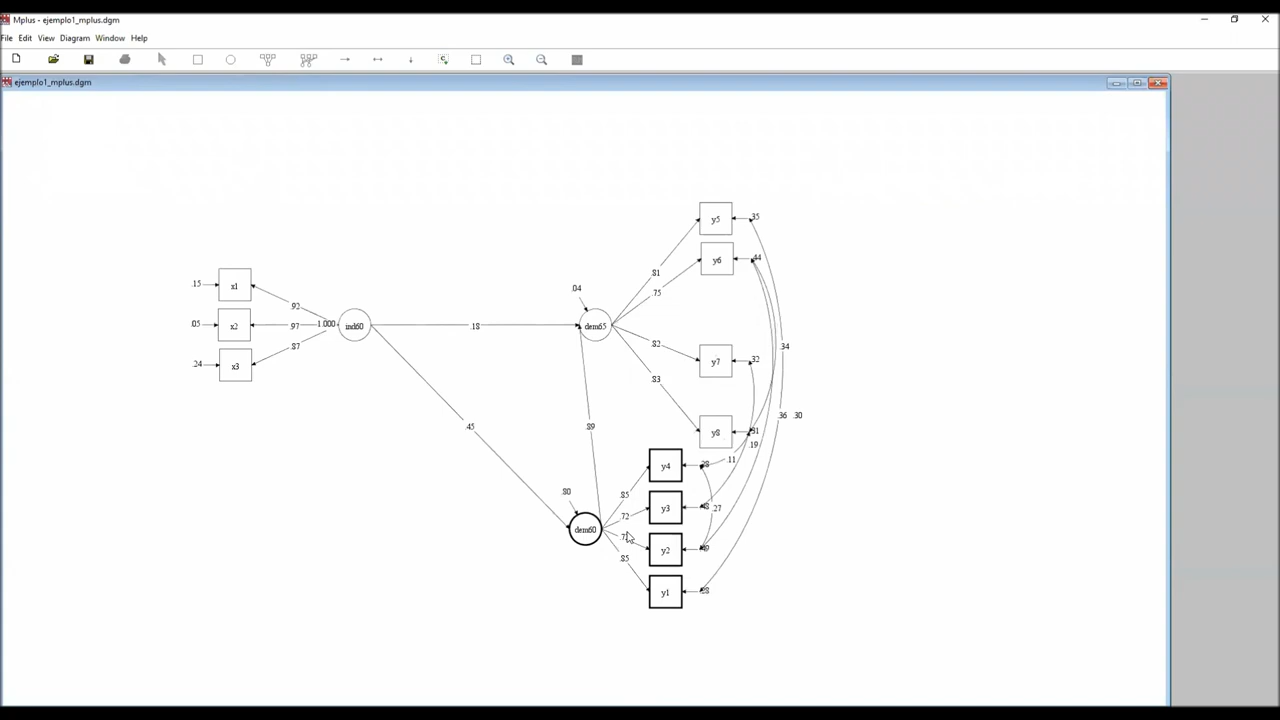 Mplus - ejemplo1_mplus.dgm
File Edit View Diagram Window Help
ejemplo1_mplus.dgm
y5
.35
y6
.44
.81
.15
x1
.04
.75
.92
.05
x2
.97
1.000
ind60
.18
dem65
.82
.34
.87
.24
x3
y7
.32
.83
.36
.30
.45
.89
y8
.31
.19
.11
y4
.85
.80
.72
y3
.27
dem60
y2
.85
y1